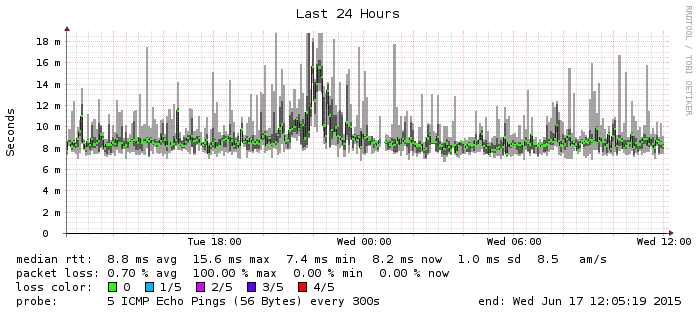 Last 24 Hours
RRDTOOL / TOBI OETIKER
Seconds
18 m
16 m
14 m
12 m
10 m
8 m
6 m
4 m
2 m
0
Tue 18:00 Wed 00:00 Wed 06:00 Wed 12:00
median rtt: 8.8 ms avg 15.6 ms max 7.4 ms min 8.2 ms now 1.0 ms sd 8.5 am/s
packet loss: 0.70 % avg 100.00 % max 0.00 % min 0.00 % now
loss color: 0 1/5 2/5 3/5 4/5
probe: 5 ICMP Echo Pings (56 Bytes) every 300s end: Wed Jun 17 12:05:19 2015